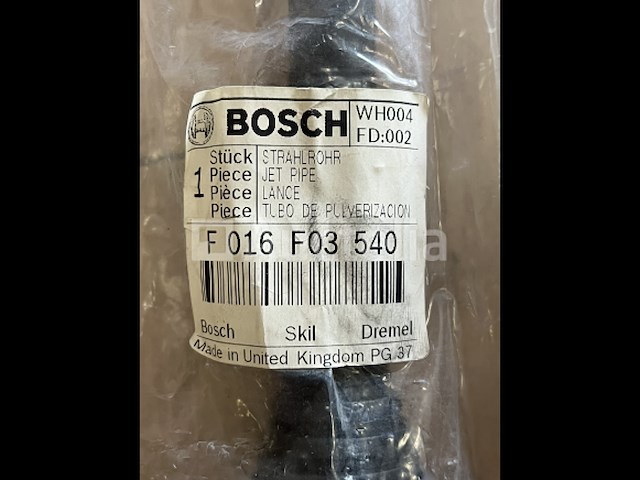 BOSCH
WH004
FD:002
1
Stück STRAHLROHR
Piece JET PIPE
Pièce LANCE
Piece TUBO DE PULVERIZACION
F 016 F03 540
Bosch Skil Dremel
Made in United Kingdom PG 37